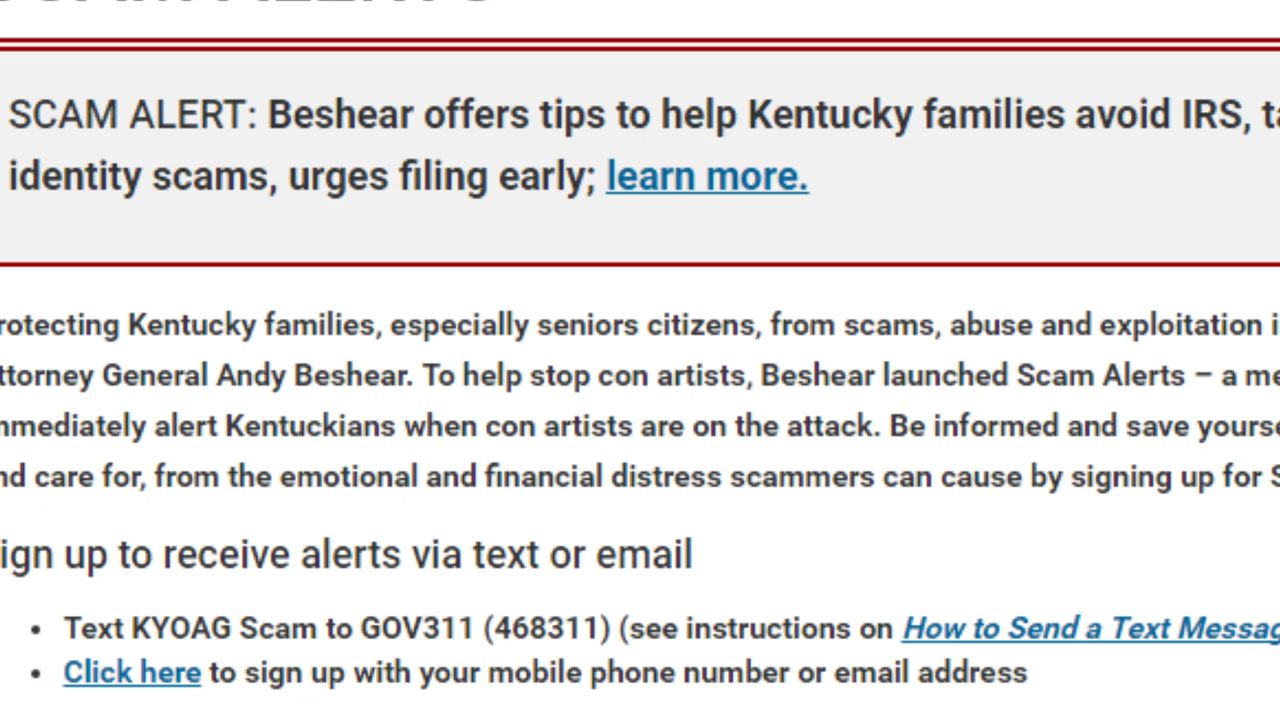 SCAM ALERT: Beshear offers tips to help Kentucky families avoid IRS,
identity scams, urges filing early; learn more.
rotecting Kentucky families, especially seniors citizens, from scams, abuse and exploitation i
ttorney General Andy Beshear. To help stop con artists, Beshear launched Scam Alerts – a me
mmediately alert Kentuckians when con artists are on the attack. Be informed and save yourse
nd care for, from the emotional and financial distress scammers can cause by signing up for S
ign up to receive alerts via text or email
• Text KYOAG Scam to GOV311 (468311) (see instructions on How to Send a Text Messag
• Click here to sign up with your mobile phone number or email address